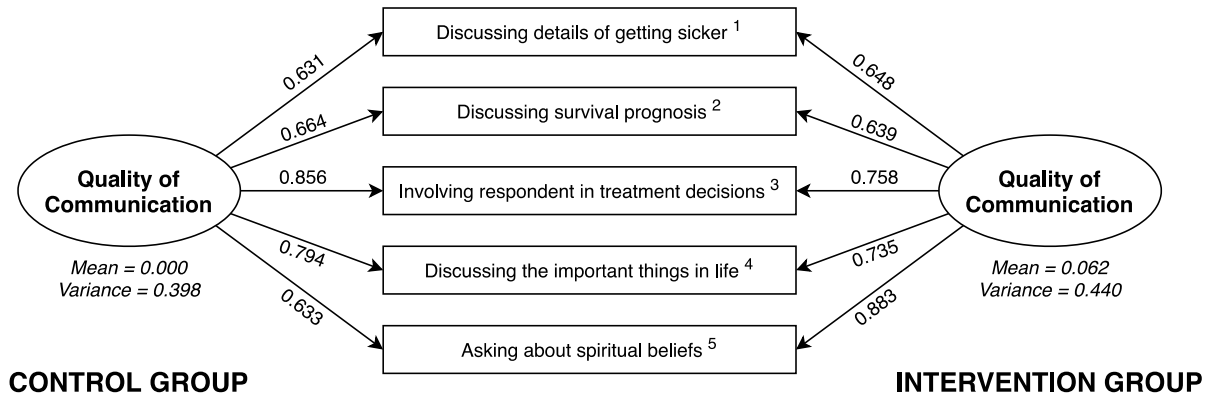 Discussing details of getting sicker 1
0.631
0.648
Discussing survival prognosis 2
0.664
0.639
Quality of
Communication
0.856
Involving respondent in treatment decisions 3
0.758
Quality of
Communication
Mean = 0.000
Variance = 0.398
0.794
Discussing the important things in life 4
0.735
Mean = 0.062
Variance = 0.440
0.633
Asking about spiritual beliefs 5
0.883
CONTROL GROUP
INTERVENTION GROUP